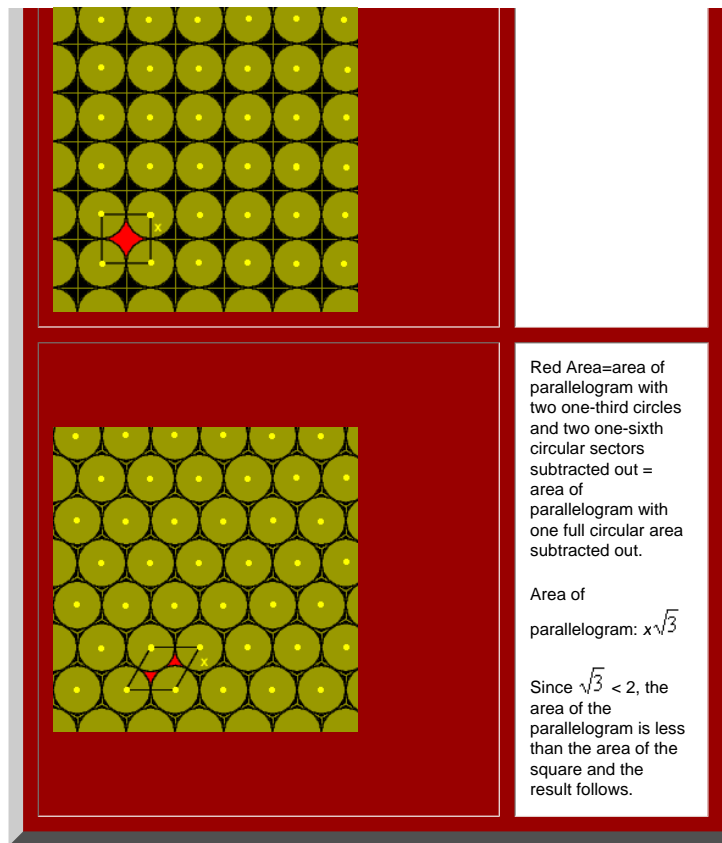 x
Red Area=area of
parallelogram with
two one-third circles
and two one-sixth
circular sectors
subtracted out =
area of
parallelogram with
one full circular area
subtracted out.
Area of
parallelogram: x√3
x
Since √3 < 2, the
area of the
parallelogram is less
than the area of the
square and the
result follows.